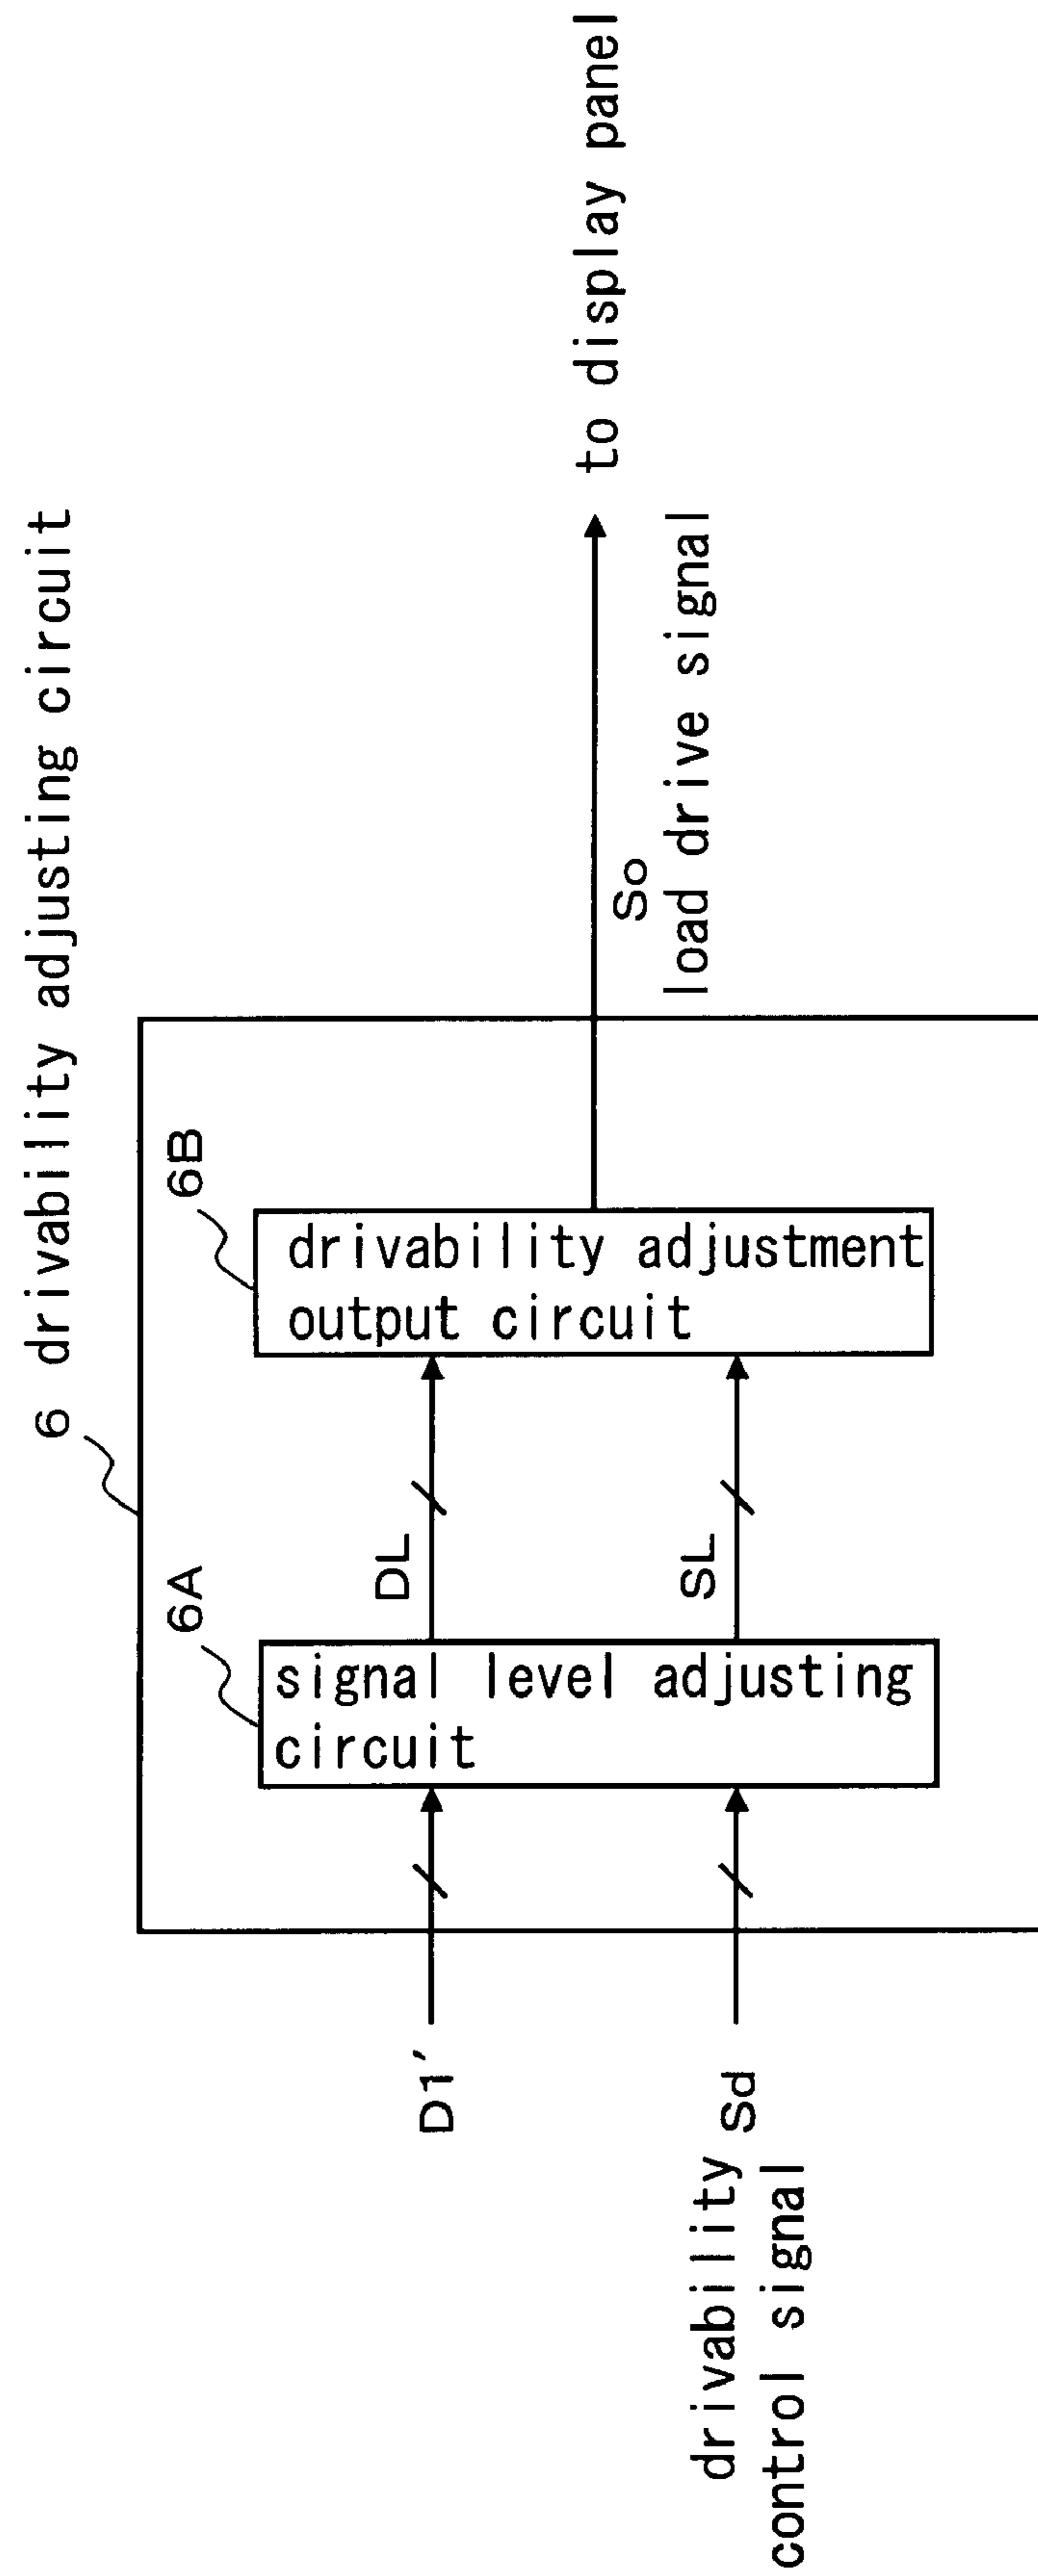 6 drivability adjusting circuit
6A
6B
signal level adjusting
circuit
drivability adjustment
output circuit
D1′
DL
to display panel
So
load drive signal
Sd
SL
drivability
control signal